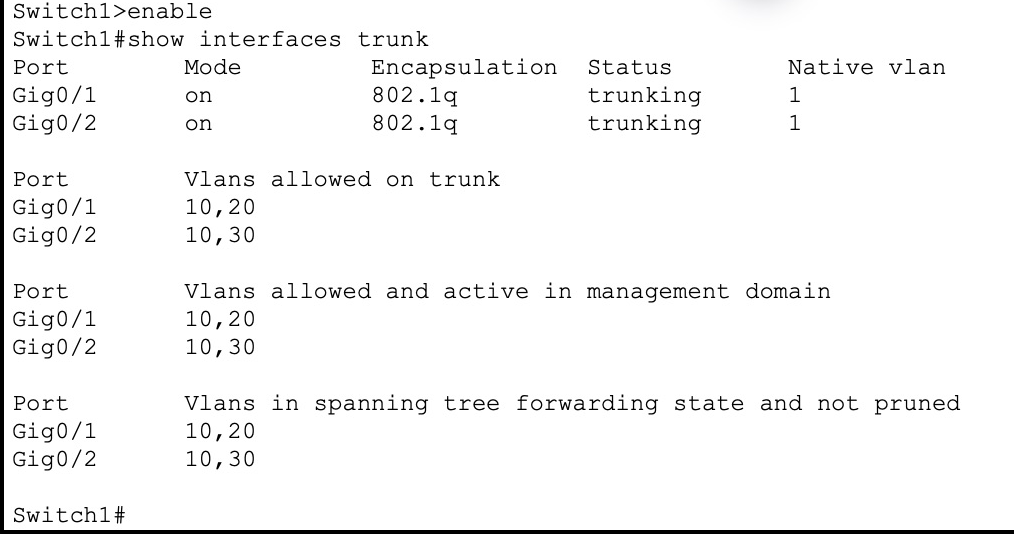 Switch1>enable
Switch1#show interfaces trunk
Port Mode Encapsulation Status Native vlan
Gig0/1 on 802.1q trunking 1
Gig0/2 on 802.1q trunking 1
Port Vlans allowed on trunk
Gig0/1 10,20
Gig0/2 10,30
Port Vlans allowed and active in management domain
Gig0/1 10,20
Gig0/2 10,30
Port Vlans in spanning tree forwarding state and not pruned
Gig0/1 10,20
Gig0/2 10,30
Switch1#